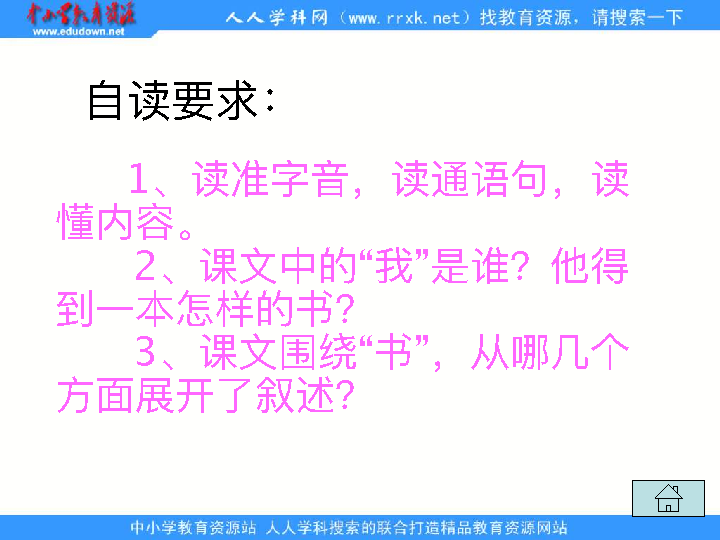 中小学教育资源
www.edudown.net
人人学科网（www.rrxk.net）找教育资源，请搜索一下
自读要求：
1、读准字音，读通语句，读
懂内容。
2、课文中的“我”是谁？他得
到一本怎样的书？
3、课文围绕“书”，从哪几个
方面展开了叙述？
中小学教育资源站 人人学科搜索的联合打造精品教育资源网站